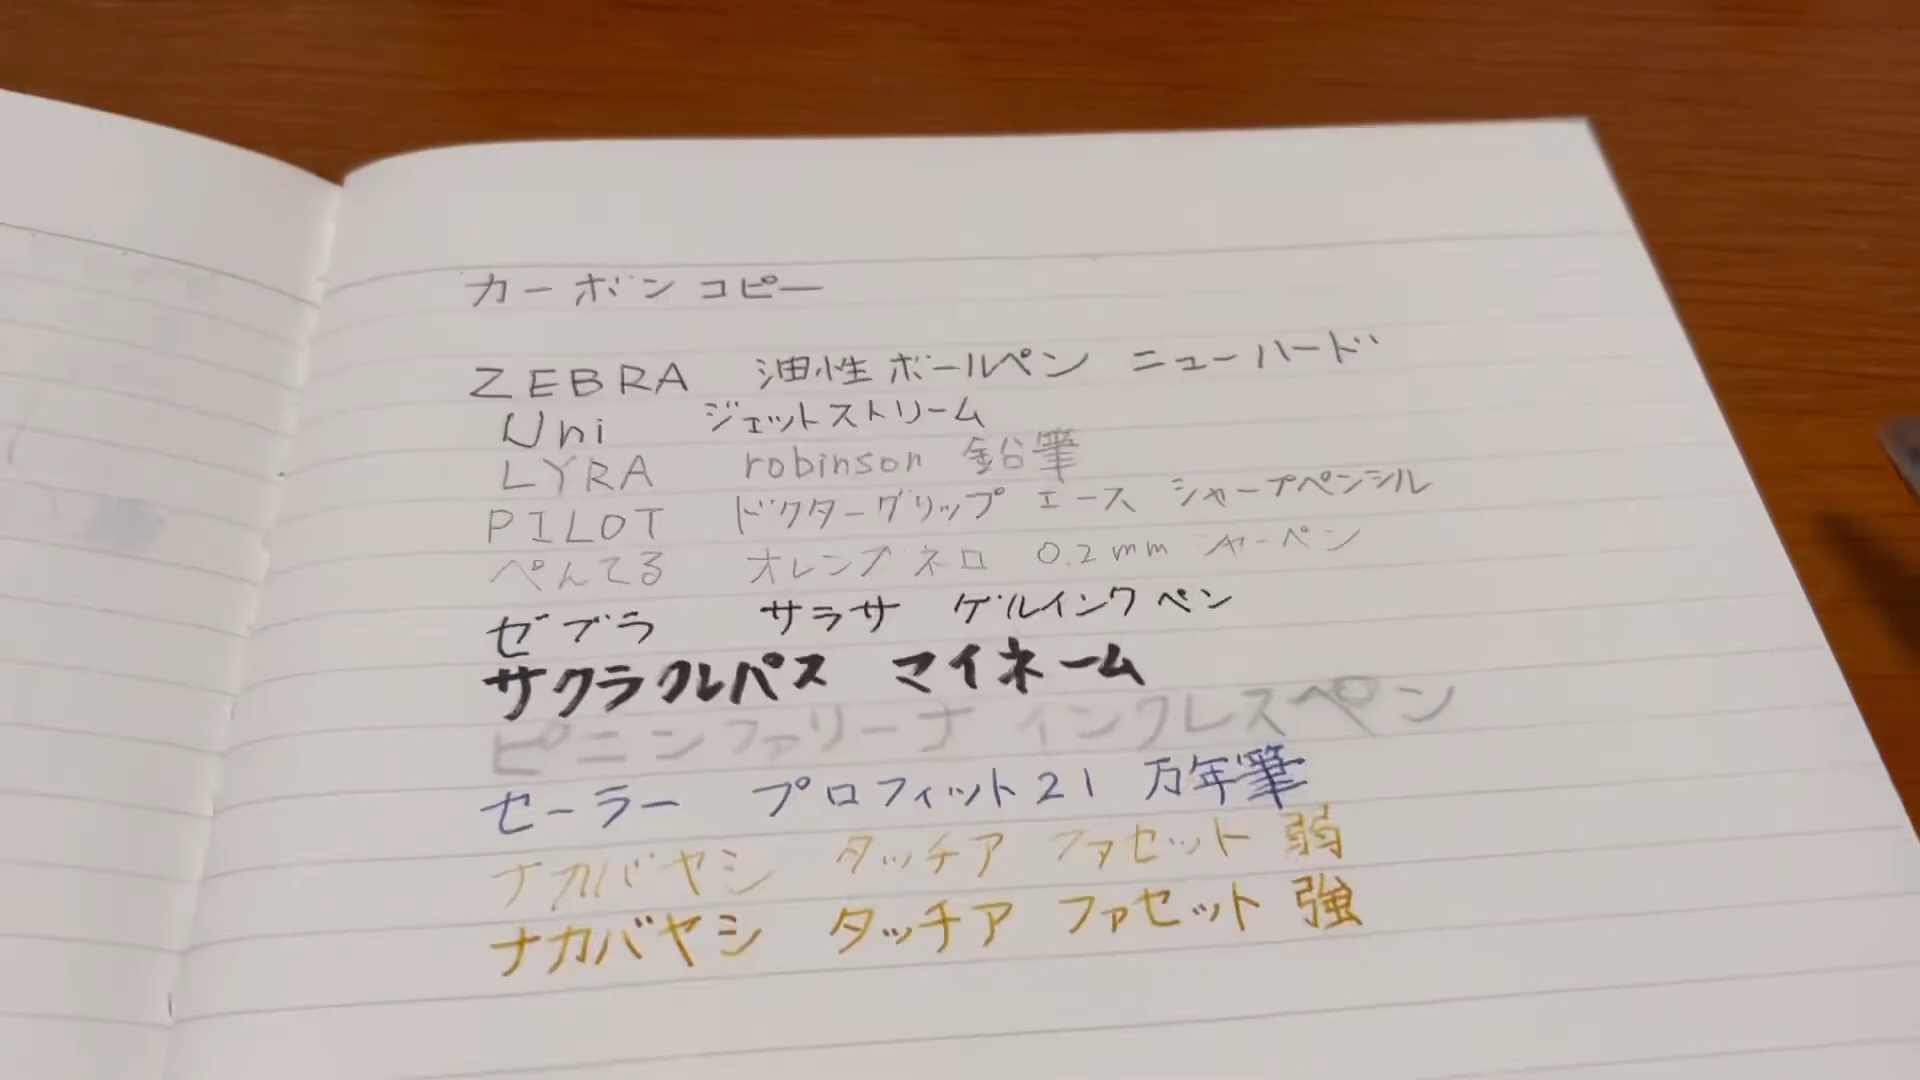 カーボンコピー
ZEBRA 油性ボールペン ニューハード
Uni ジェットストリーム
LYRA robinson 鉛筆
PILOT ドクターグリップ エース シャープペンシル
ぺんてる オレンズネロ 0.2mm シャーペン
ゼブラ サラサ ゲルインクペン
サクラクレパス マイネーム
ピニンファリーナ インクレスペン
セーラー プロフィット21 万年筆
ナカバヤシ タッチア ファセット 弱
ナカバヤシ タッチア ファセット 強